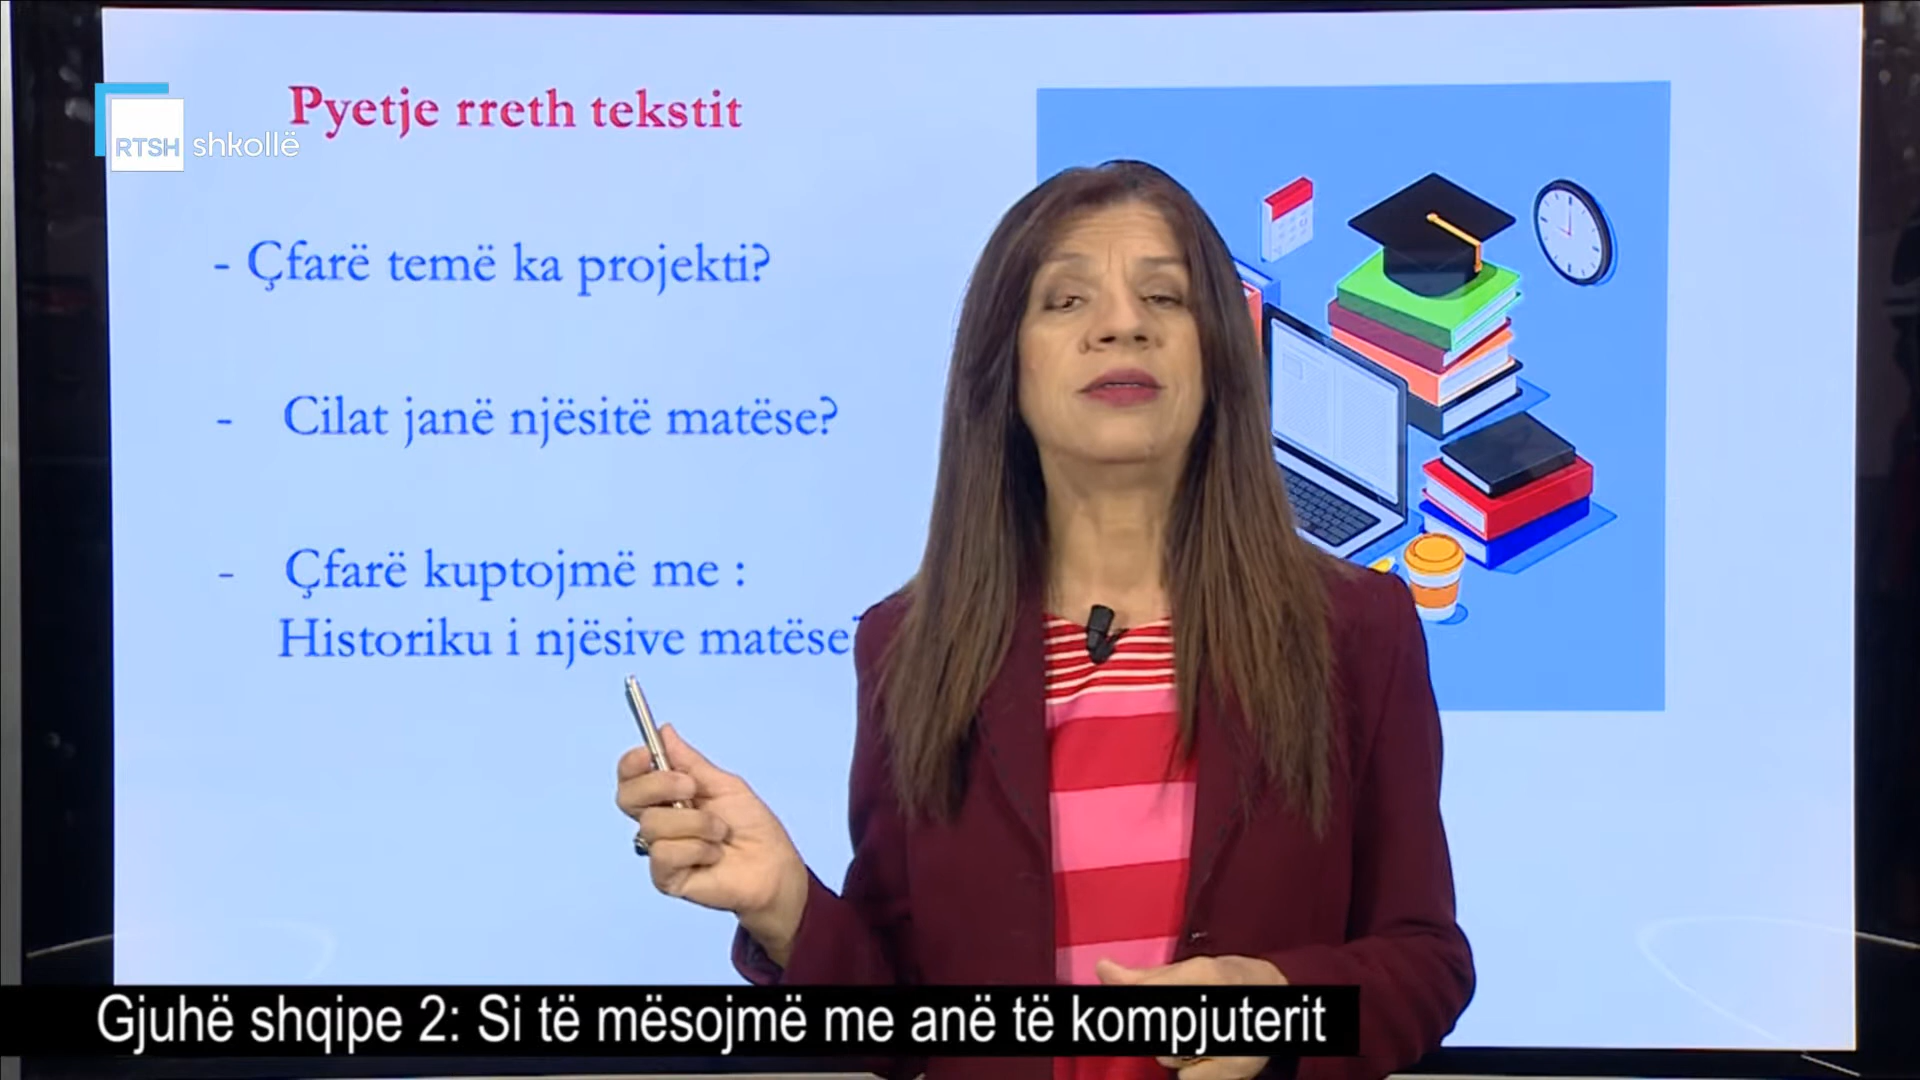 Pyetje rreth tekstit
RTSH shkollë
- Çfarë temë ka projekti?
- Cilat janë njësitë matëse?
- Çfarë kuptojmë me :
Historiku i njësive matëse?
Gjuhë shqipe 2: Si të mësojmë me anë të kompjuterit